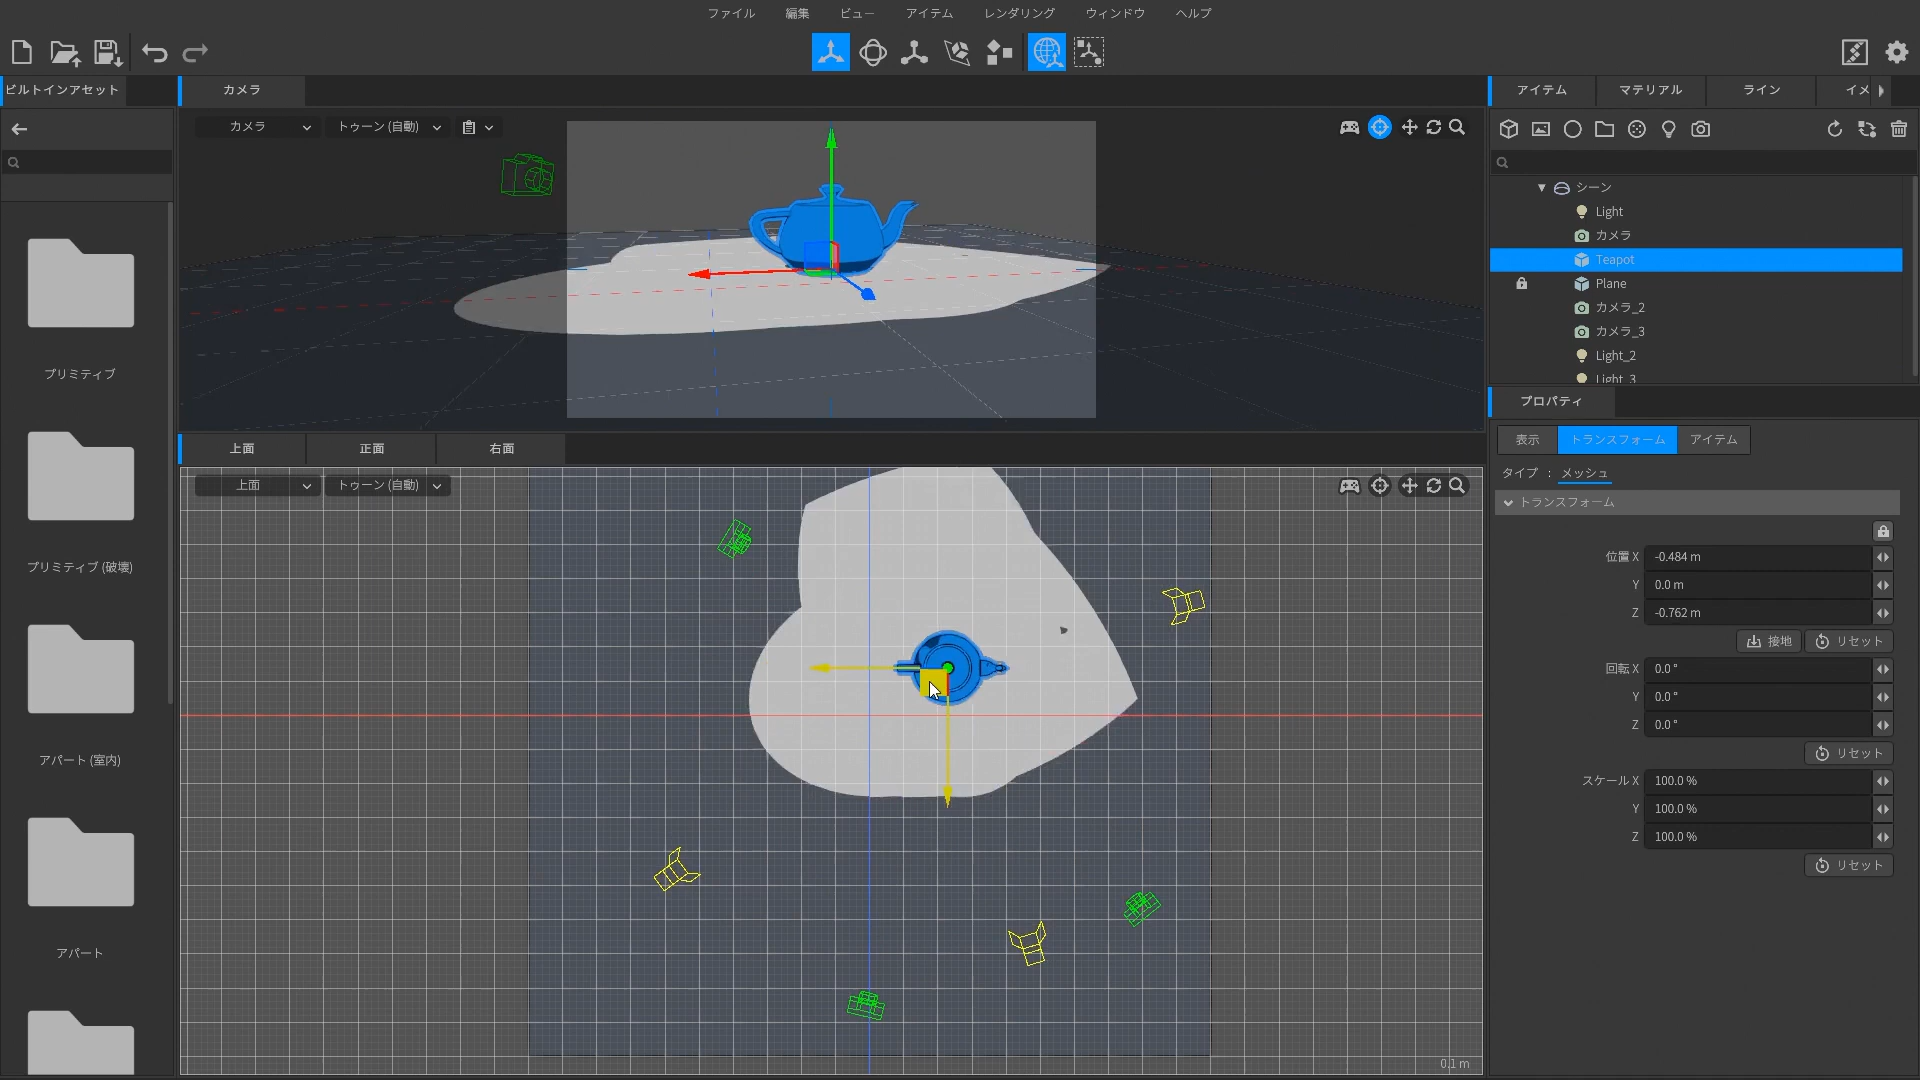 ファイル 編集 ビュー アイテム レンダリング ウィンドウ ヘルプ
ビルトインアセット
カメラ
アイテム マテリアル ライン イメ
カメラ トゥーン (自動)
シーン
Light
カメラ
Teapot
Plane
カメラ_2
カメラ_3
Light_2
Light_3
プリミティブ
プリミティブ (破壊)
アパート (室内)
アパート
上面 正面 右面
上面 トゥーン (自動)
0.1 m
プロパティ
表示 トランスフォーム アイテム
タイプ : メッシュ
トランスフォーム
位置 X -0.484 m
Y 0.0 m
Z -0.762 m
接地 リセット
回転 X 0.0 °
Y 0.0 °
Z 0.0 °
リセット
スケール X 100.0 %
Y 100.0 %
Z 100.0 %
リセット